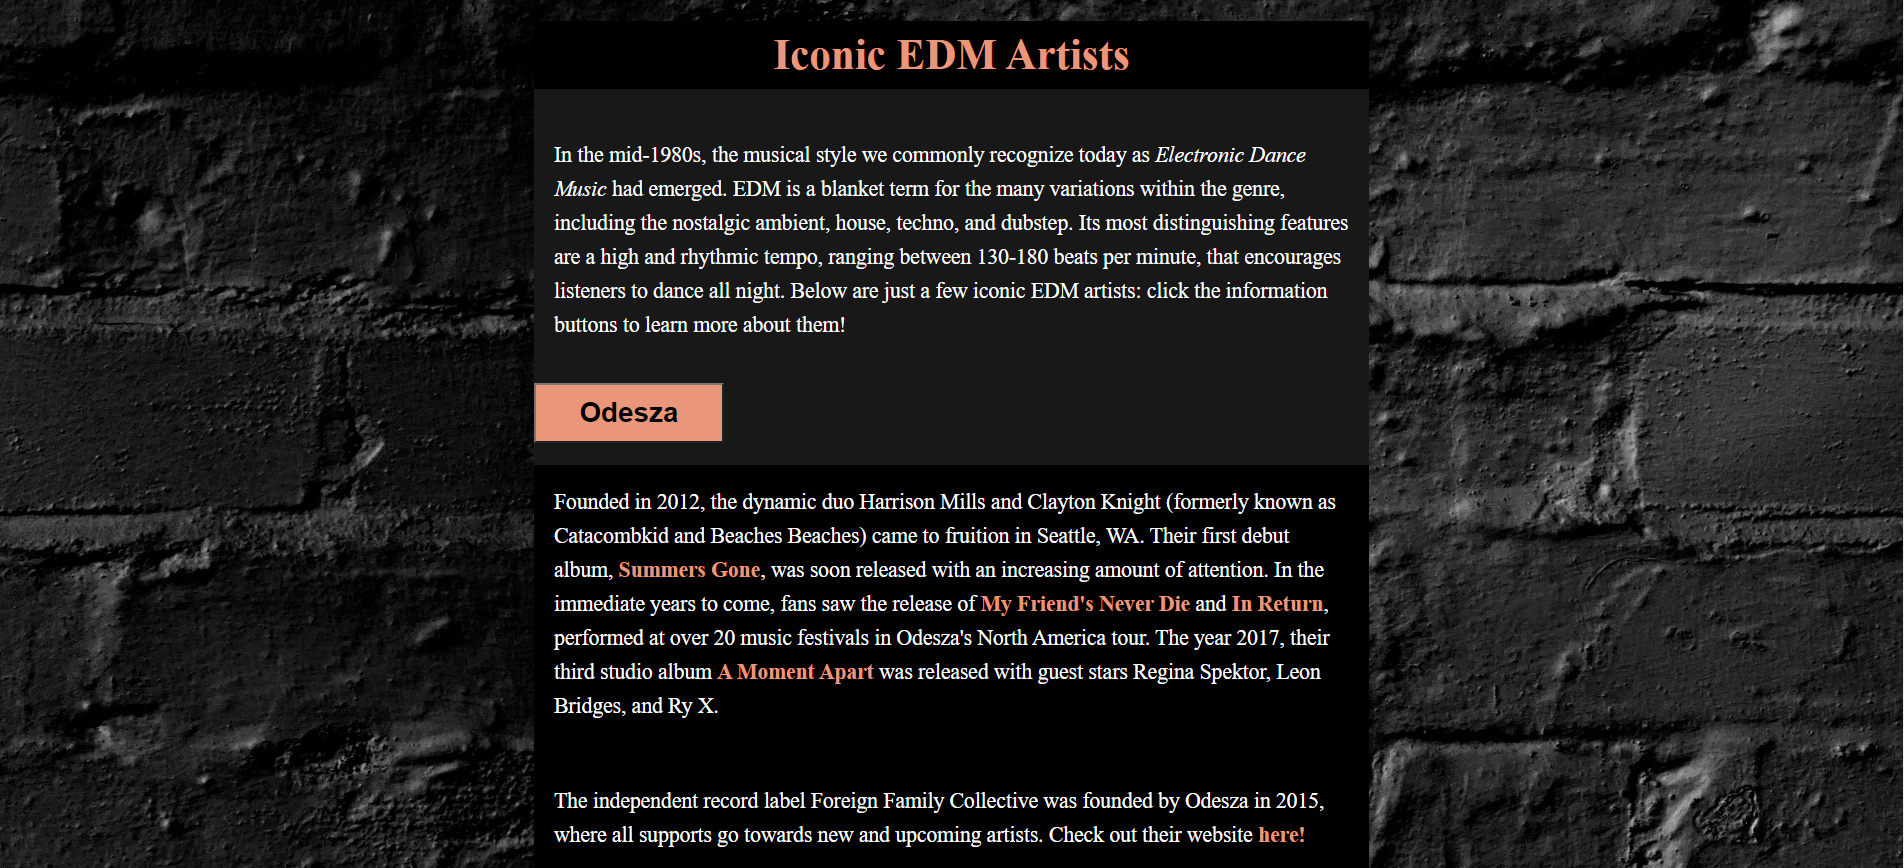 Iconic EDM Artists
In the mid-1980s, the musical style we commonly recognize today as Electronic Dance
Music had emerged. EDM is a blanket term for the many variations within the genre,
including the nostalgic ambient, house, techno, and dubstep. Its most distinguishing features
are a high and rhythmic tempo, ranging between 130-180 beats per minute, that encourages
listeners to dance all night. Below are just a few iconic EDM artists: click the information
buttons to learn more about them!
Odesza
Founded in 2012, the dynamic duo Harrison Mills and Clayton Knight (formerly known as
Catacombkid and Beaches Beaches) came to fruition in Seattle, WA. Their first debut
album, Summers Gone, was soon released with an increasing amount of attention. In the
immediate years to come, fans saw the release of My Friend's Never Die and In Return,
performed at over 20 music festivals in Odesza's North America tour. The year 2017, their
third studio album A Moment Apart was released with guest stars Regina Spektor, Leon
Bridges, and Ry X.
The independent record label Foreign Family Collective was founded by Odesza in 2015,
where all supports go towards new and upcoming artists. Check out their website here!